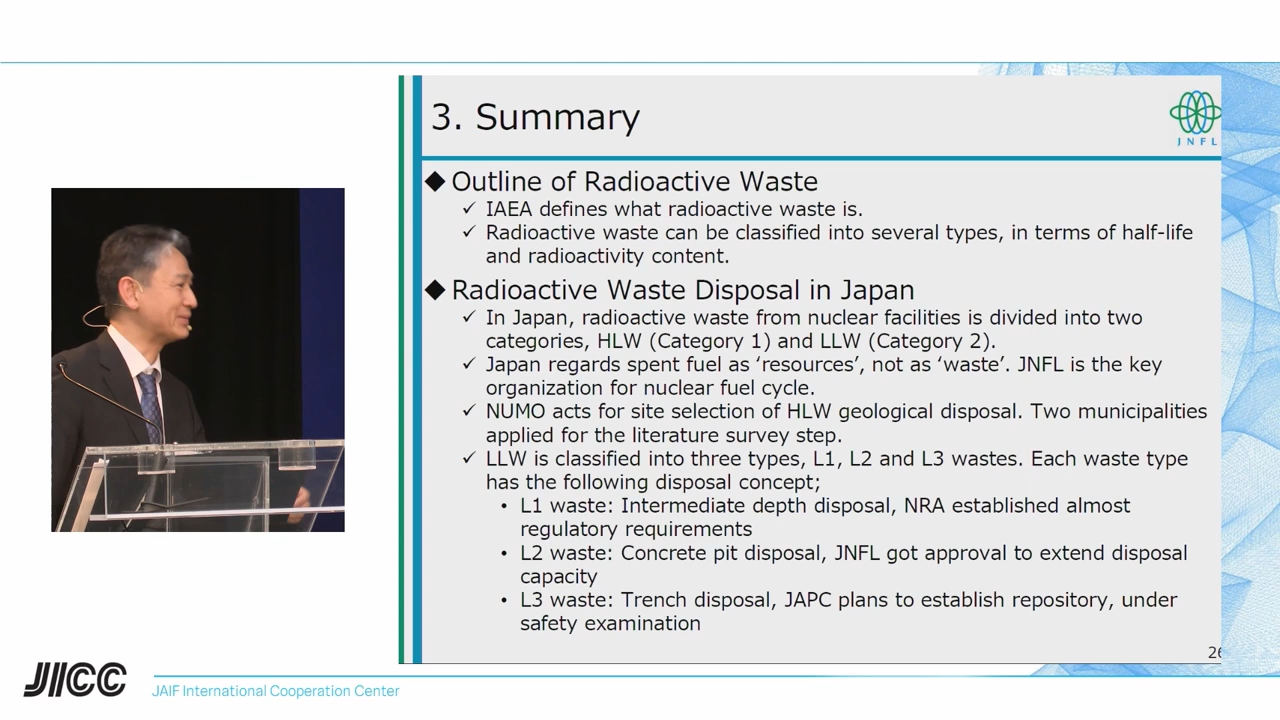 3. Summary
JNFL
◆Outline of Radioactive Waste
✓ IAEA defines what radioactive waste is.
✓ Radioactive waste can be classified into several types, in terms of half-life
and radioactivity content.
◆Radioactive Waste Disposal in Japan
✓ In Japan, radioactive waste from nuclear facilities is divided into two
categories, HLW (Category 1) and LLW (Category 2).
✓ Japan regards spent fuel as ‘resources’, not as ‘waste’. JNFL is the key
organization for nuclear fuel cycle.
✓ NUMO acts for site selection of HLW geological disposal. Two municipalities
applied for the literature survey step.
✓ LLW is classified into three types, L1, L2 and L3 wastes. Each waste type
has the following disposal concept;
• L1 waste: Intermediate depth disposal, NRA established almost
regulatory requirements
• L2 waste: Concrete pit disposal, JNFL got approval to extend disposal
capacity
• L3 waste: Trench disposal, JAPC plans to establish repository, under
safety examination
JICC
JAIF International Cooperation Center